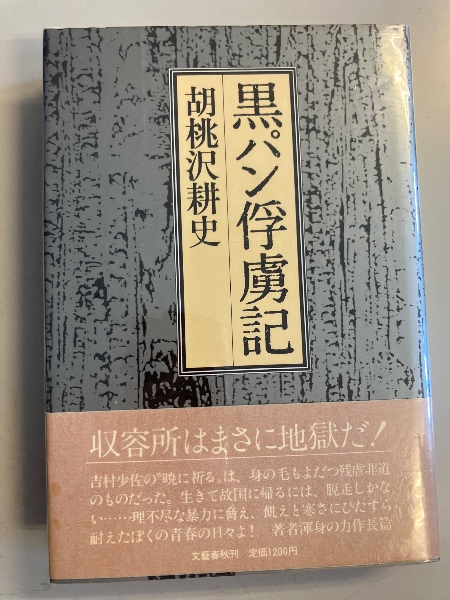 黒パン俘虜記
胡桃沢耕史
収容所はまさに地獄だ！
吉村少佐の“暁に祈る”は、身の毛もよだつ残虐非道
のものだった。生きて故国に帰るには、脱走しかな
い……理不尽な暴力に脅え、飢えと寒さにひたすら
耐えたぼくの青春の日々よ！　著者渾身の力作長篇
文藝春秋刊　定価1200円